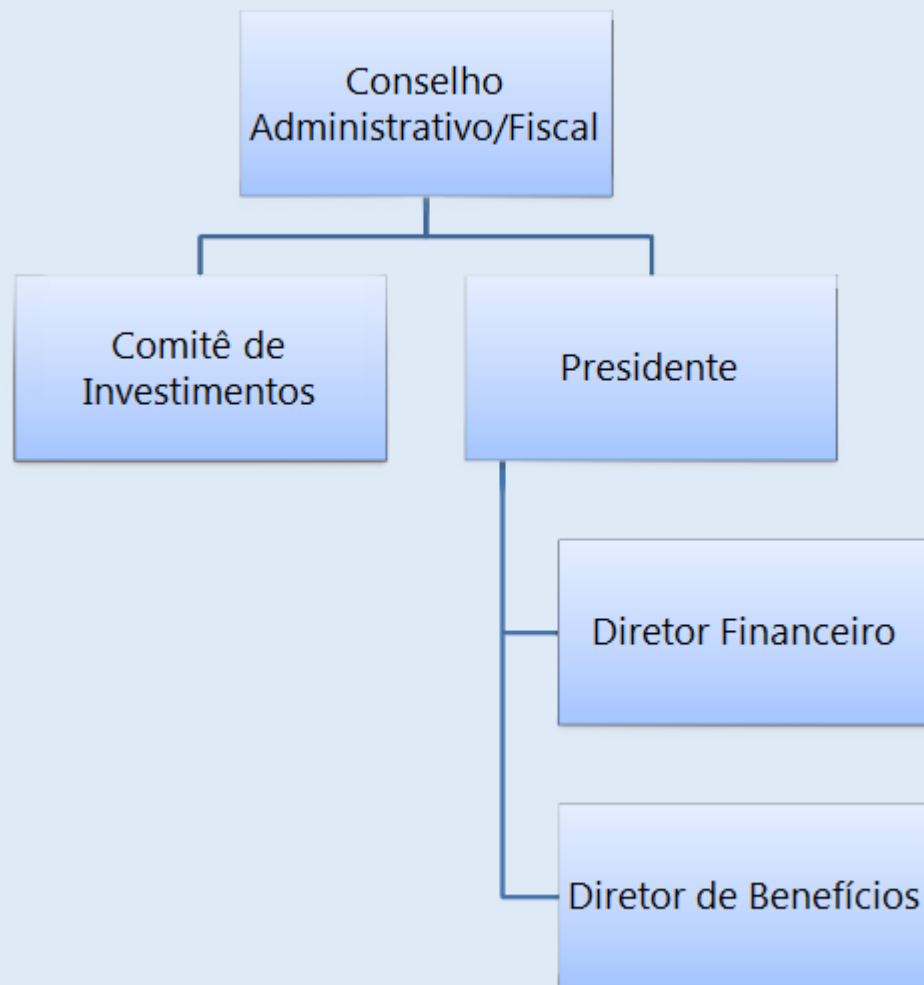 Conselho
Administrativo/Fiscal
Comitê de
Investimentos
Presidente
Diretor Financeiro
Diretor de Benefícios